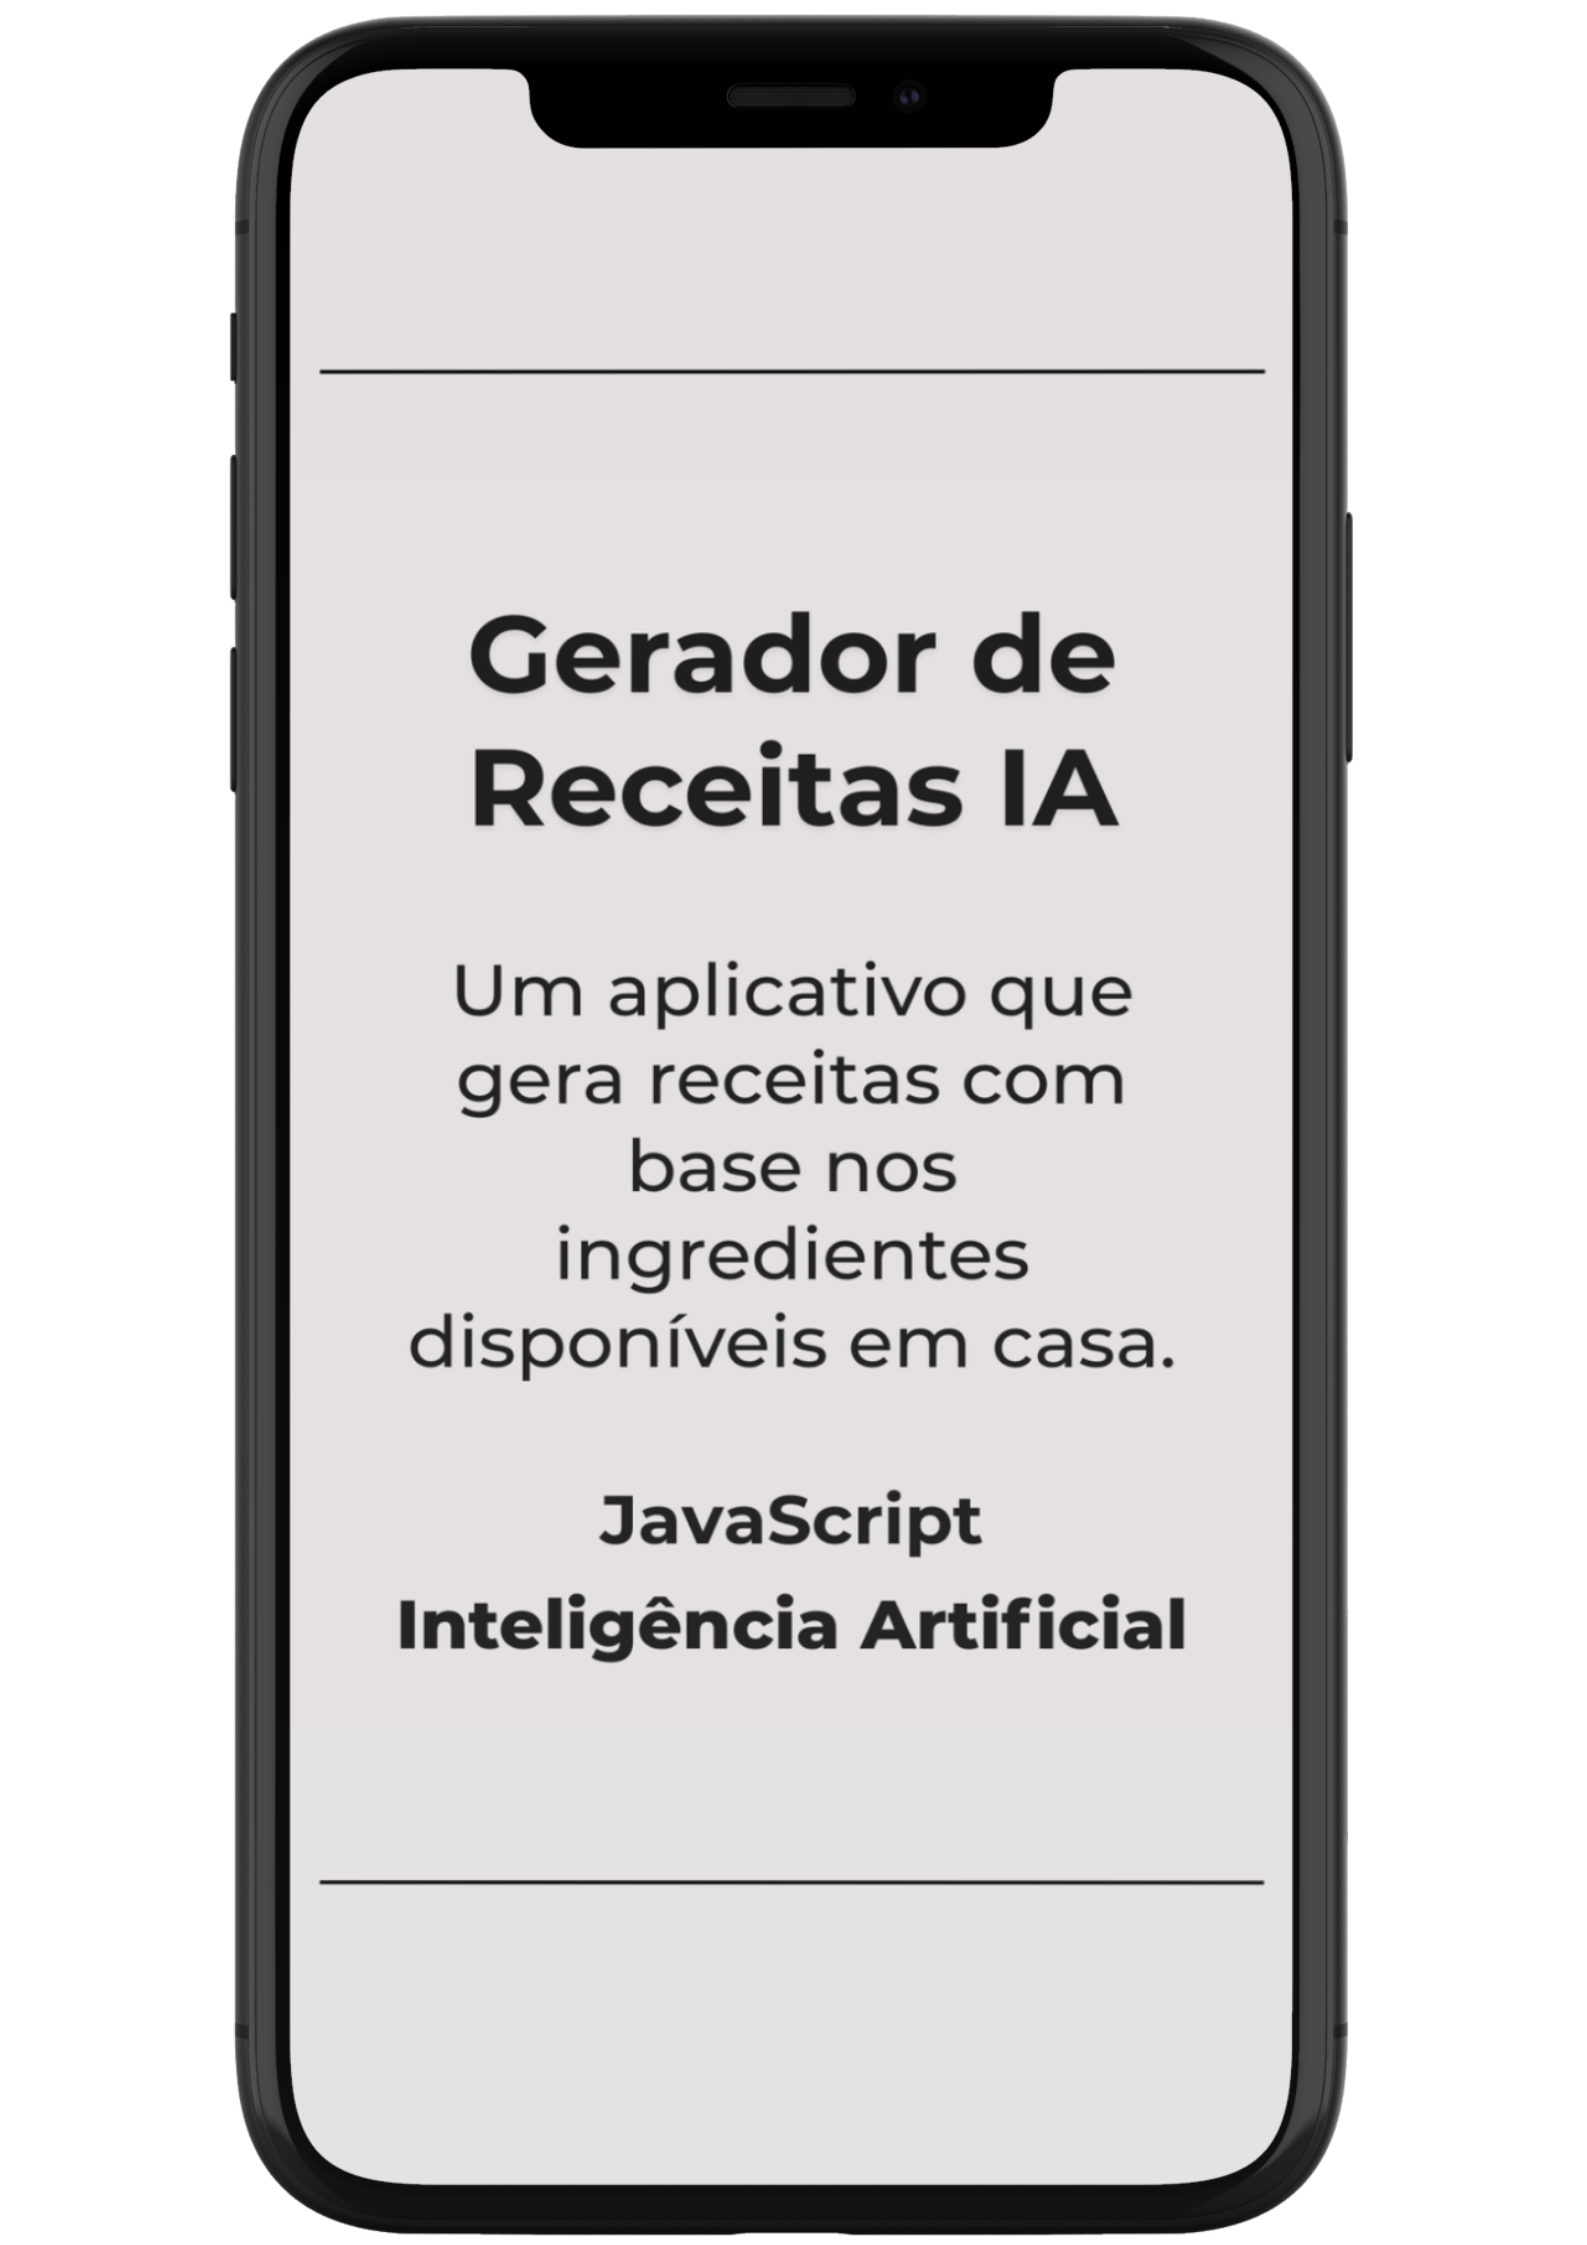 Gerador de
Receitas IA
Um aplicativo que
gera receitas com
base nos
ingredientes
disponíveis em casa.
JavaScript
Inteligência Artificial